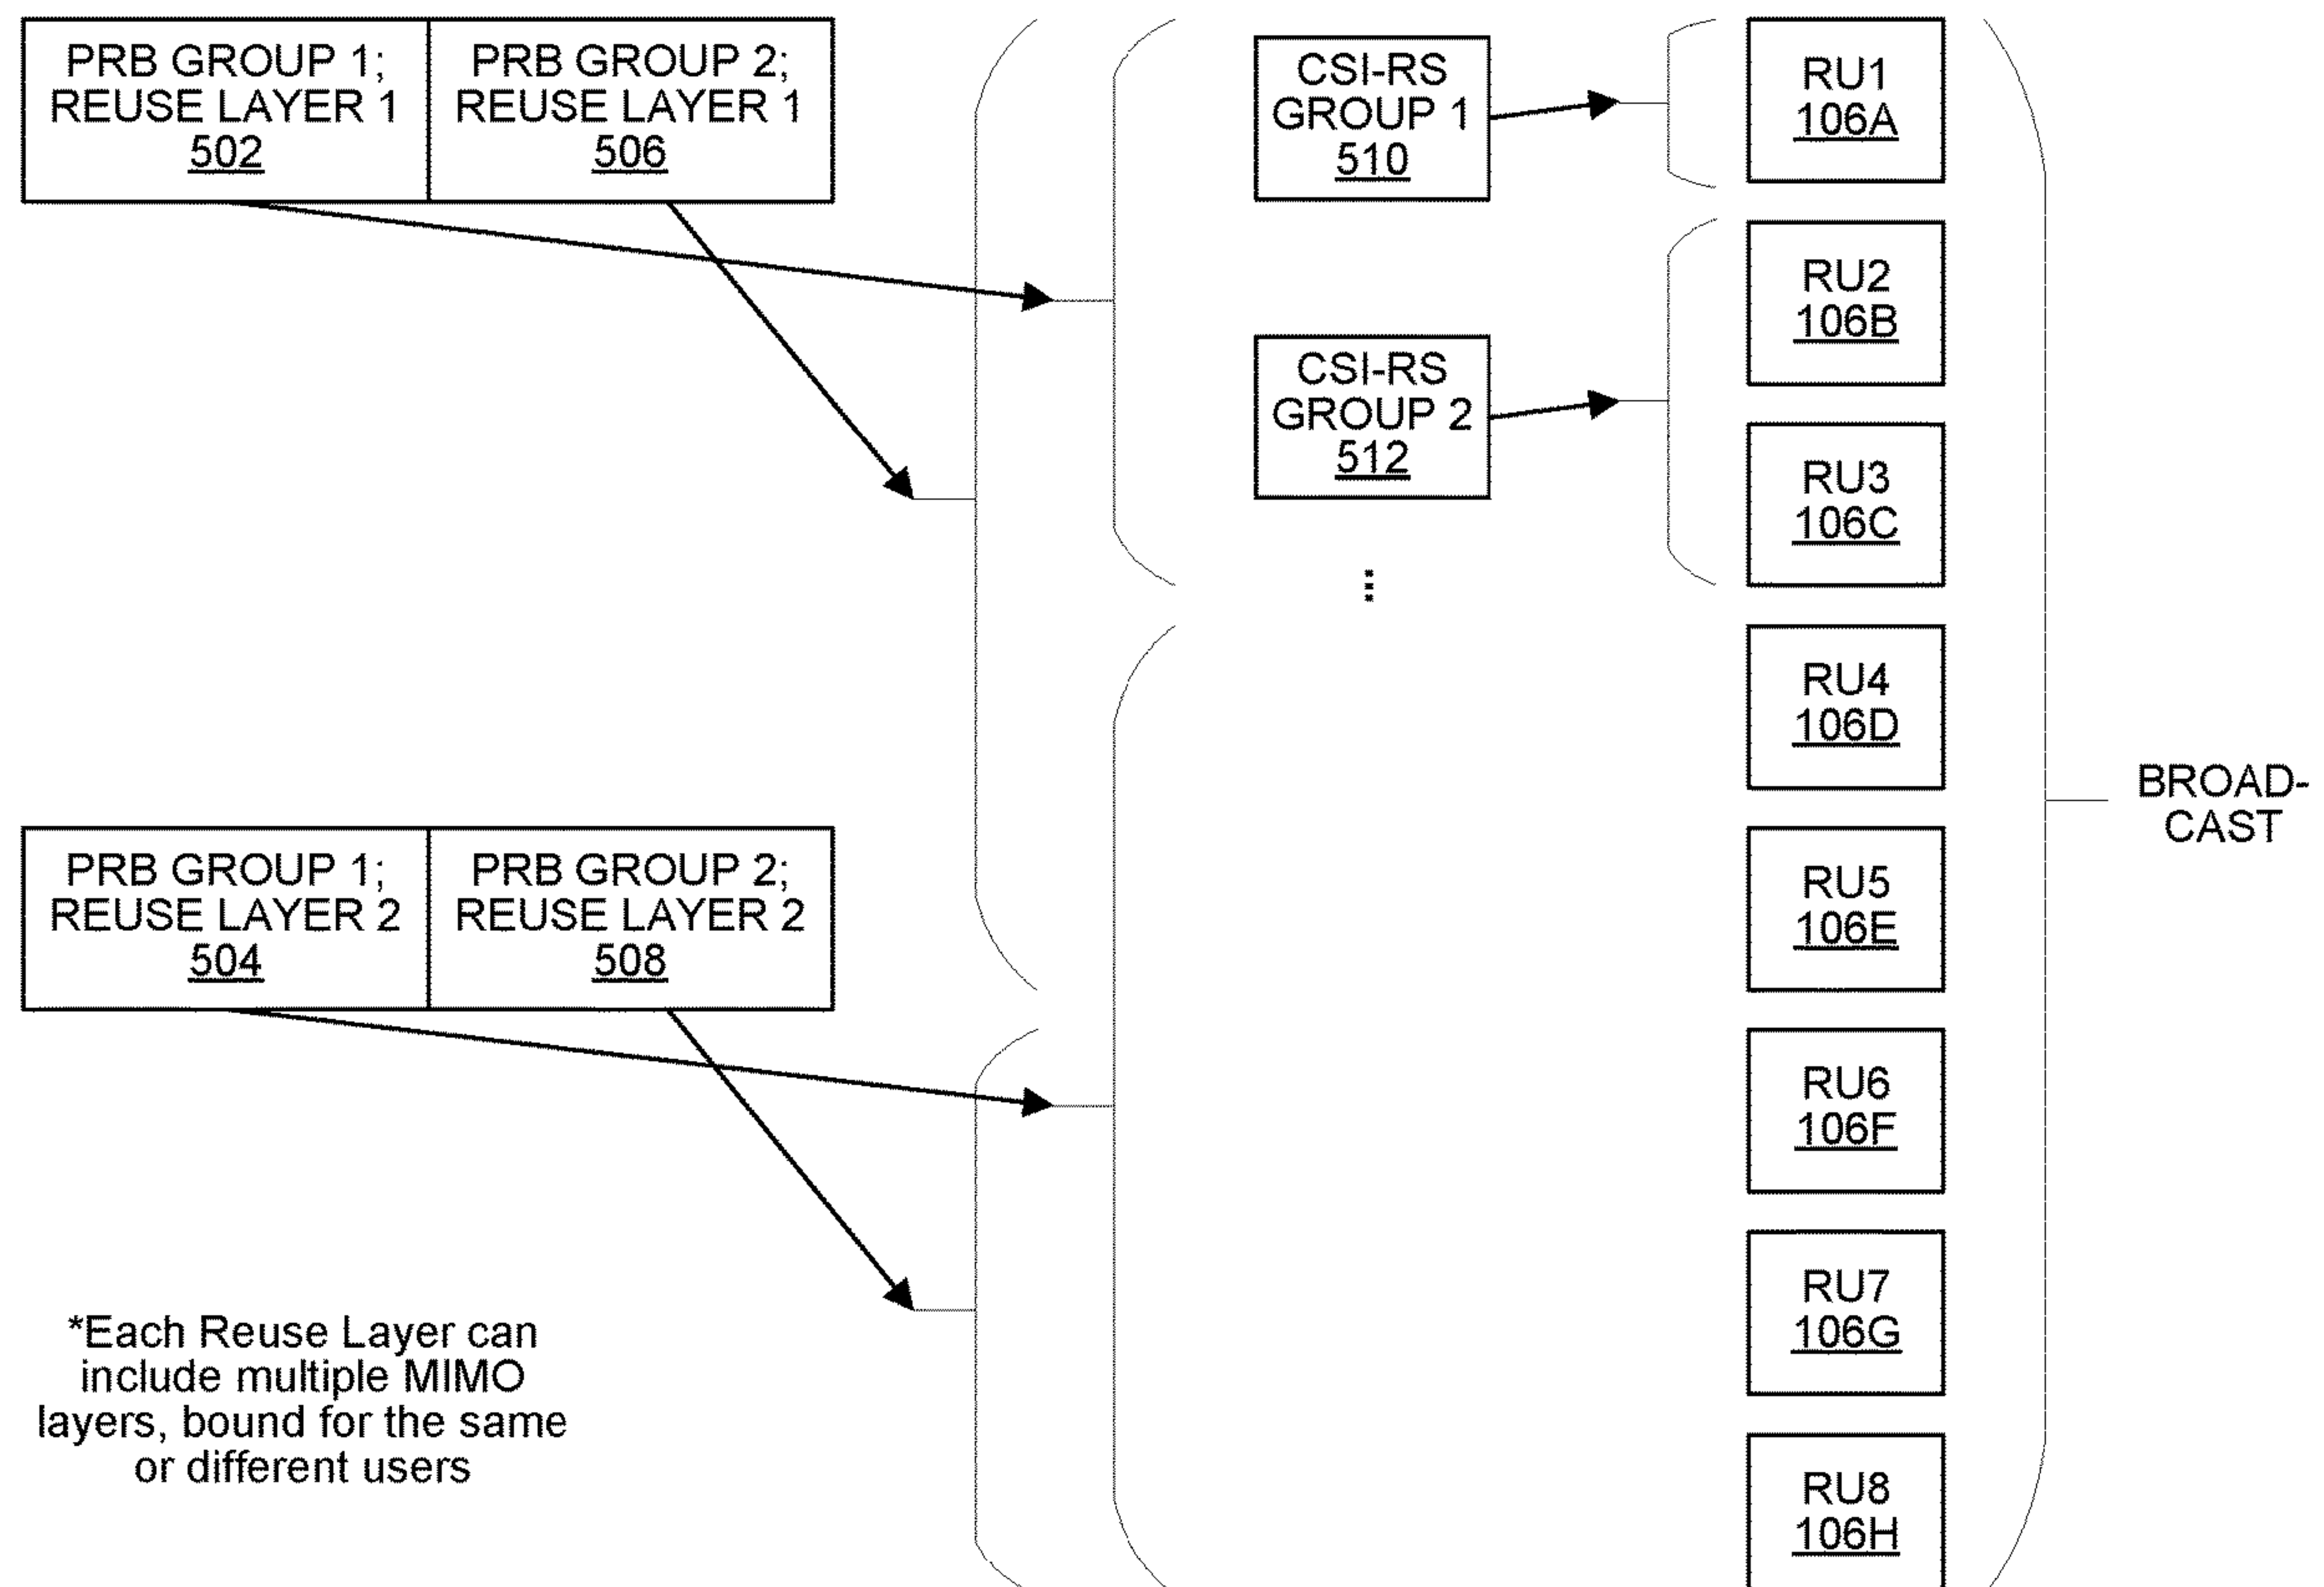 PRB GROUP 1;
REUSE LAYER 1
502
PRB GROUP 2;
REUSE LAYER 1
506
CSI-RS
GROUP 1
510
RU1
106A
RU2
106B
CSI-RS
GROUP 2
512
RU3
106C
...
RU4
106D
BROAD-
CAST
PRB GROUP 1;
REUSE LAYER 2
504
PRB GROUP 2;
REUSE LAYER 2
508
RU5
106E
RU6
106F
RU7
106G
*Each Reuse Layer can
include multiple MIMO
layers, bound for the same
or different users
RU8
106H